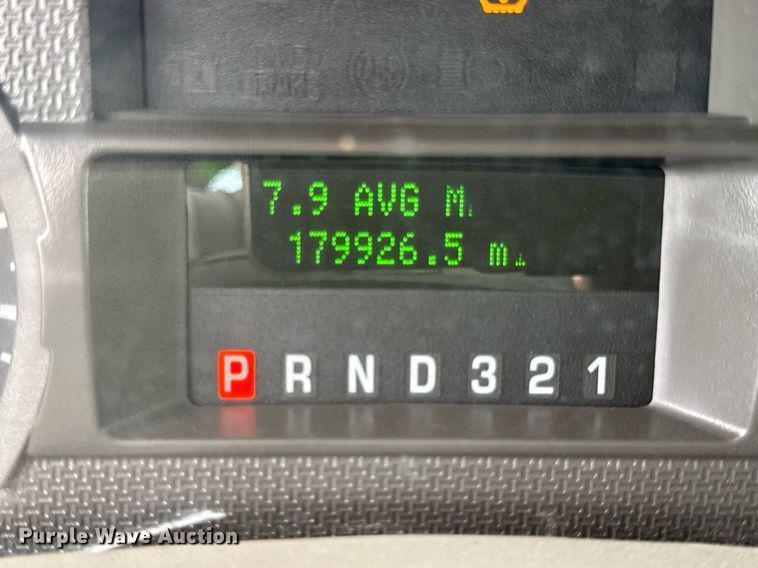 7.9 AVG M
179926.5 m
P R N D 3 2 1
Purple Wave Auction